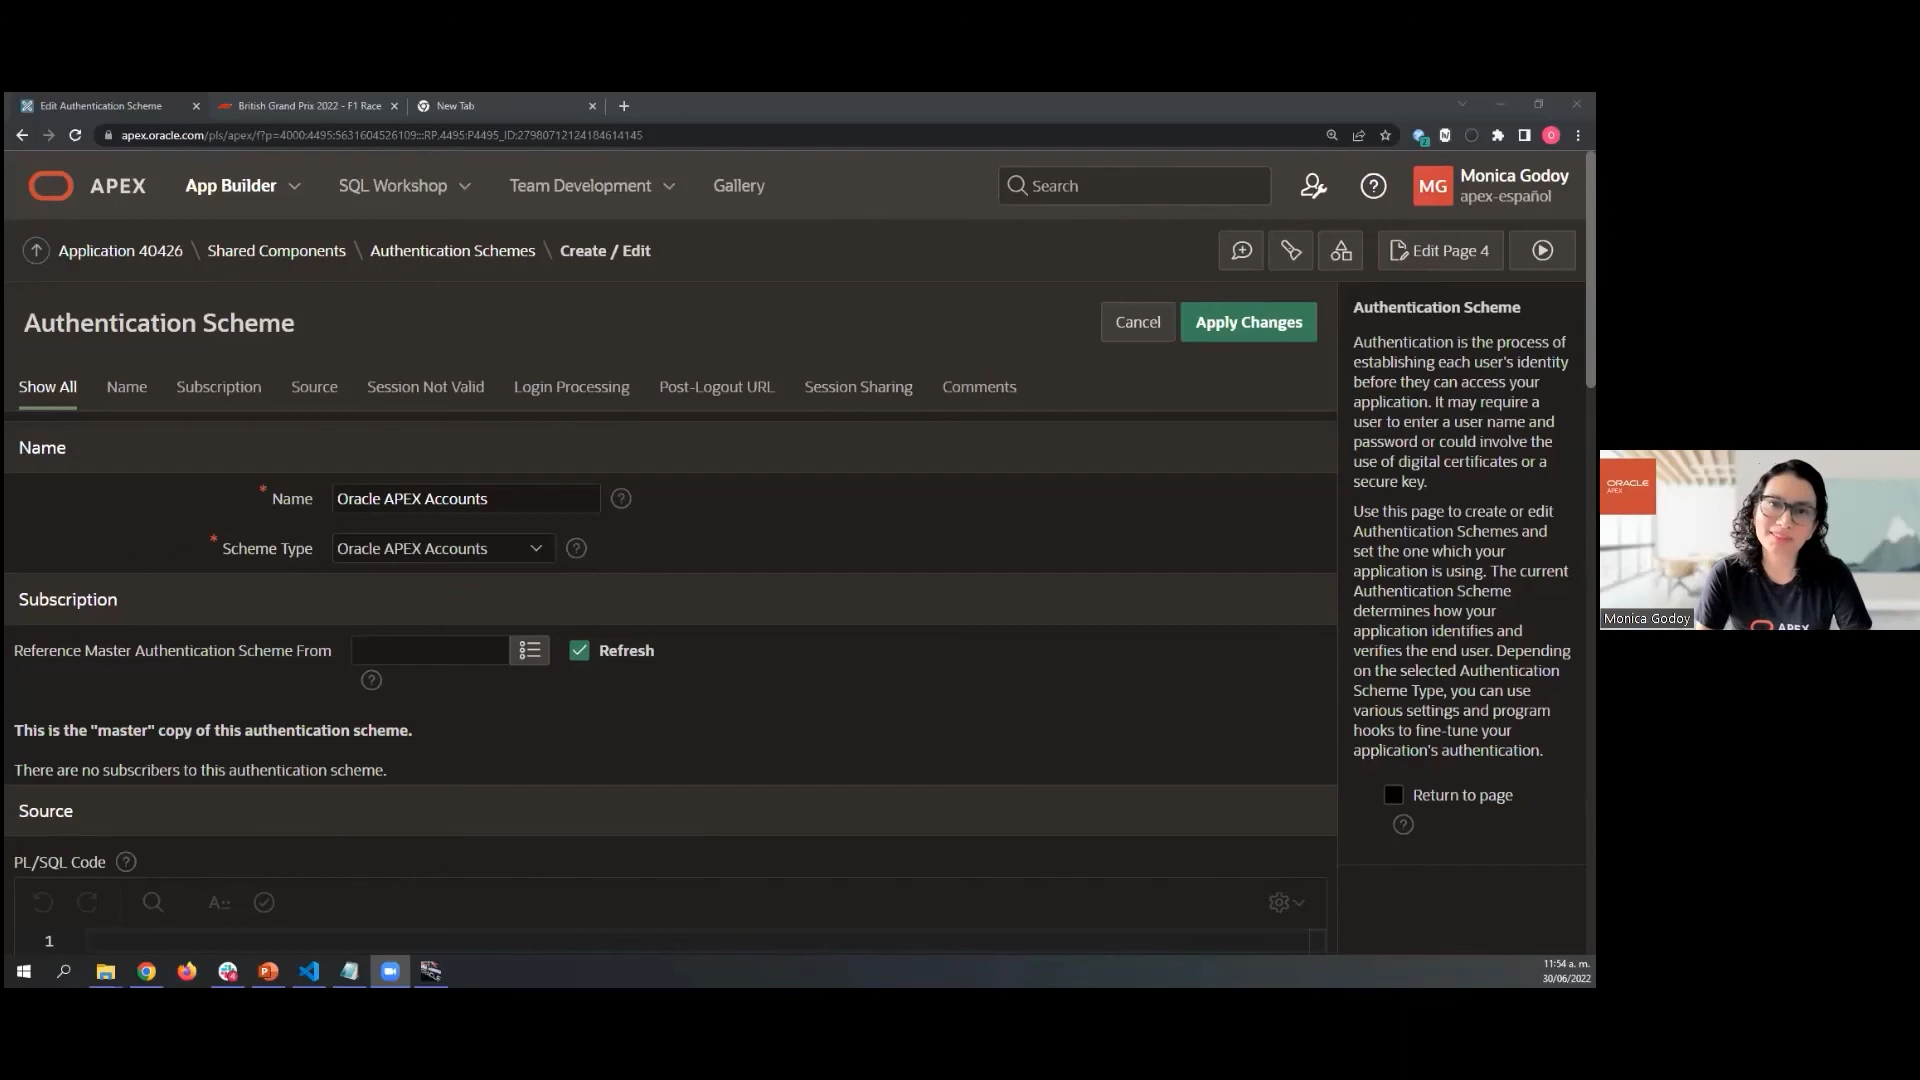 Edit Authentication Scheme
British Grand Prix 2022 - F1 Race
New Tab
apex.oracle.com/pls/apex/f?p=4000:4495:5631604526109:::RP,4495:P4495_ID:27980712124184614145
APEX
App Builder
SQL Workshop
Team Development
Gallery
Search
MG
Monica Godoy
apex-español
Application 40426 \ Shared Components \ Authentication Schemes \ Create / Edit
Edit Page 4
Authentication Scheme
Cancel
Apply Changes
Show All
Name
Subscription
Source
Session Not Valid
Login Processing
Post-Logout URL
Session Sharing
Comments
Name
* Name
Oracle APEX Accounts
* Scheme Type
Oracle APEX Accounts
Subscription
Reference Master Authentication Scheme From
Refresh
This is the "master" copy of this authentication scheme.
There are no subscribers to this authentication scheme.
Source
PL/SQL Code
1
Authentication Scheme
Authentication is the process of
establishing each user's identity
before they can access your
application. It may require a
user to enter a user name and
password or could involve the
use of digital certificates or a
secure key.
Use this page to create or edit
Authentication Schemes and
set the one which your
application is using. The current
Authentication Scheme
determines how your
application identifies and
verifies the end user. Depending
on the selected Authentication
Scheme Type, you can use
various settings and program
hooks to fine-tune your
application's authentication.
Return to page
11:54 a. m.
30/06/2022
ORACLE
APEX
APEX
Monica Godoy